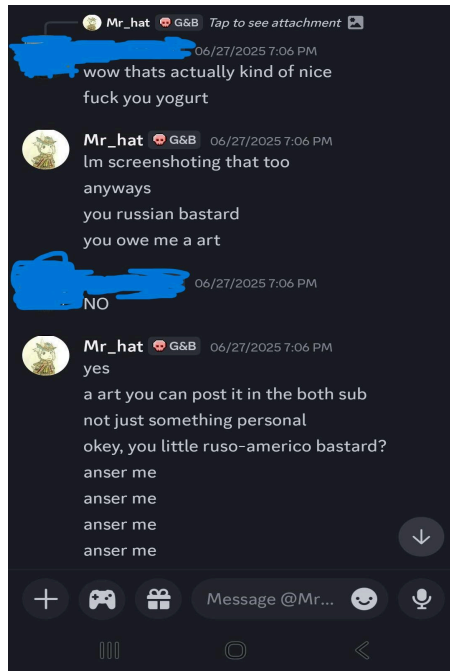 Mr_hat G&B Tap to see attachment
06/27/2025 7:06 PM
wow thats actually kind of nice
fuck you yogurt
Mr_hat G&B 06/27/2025 7:06 PM
Im screenshoting that too
anyways
you russian bastard
you owe me a art
06/27/2025 7:06 PM
NO
Mr_hat G&B 06/27/2025 7:06 PM
yes
a art you can post it in the both sub
not just something personal
okey, you little ruso-americo bastard?
anser me
anser me
anser me
anser me
Message @Mr...